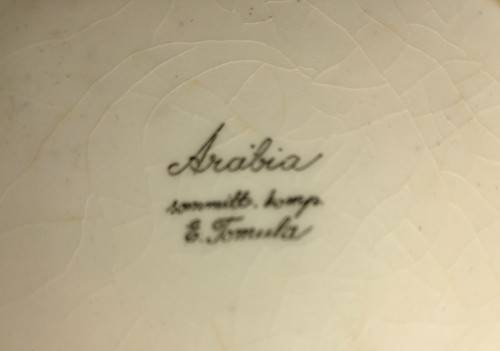 Arabia
sommitt. komp.
E. Tomula